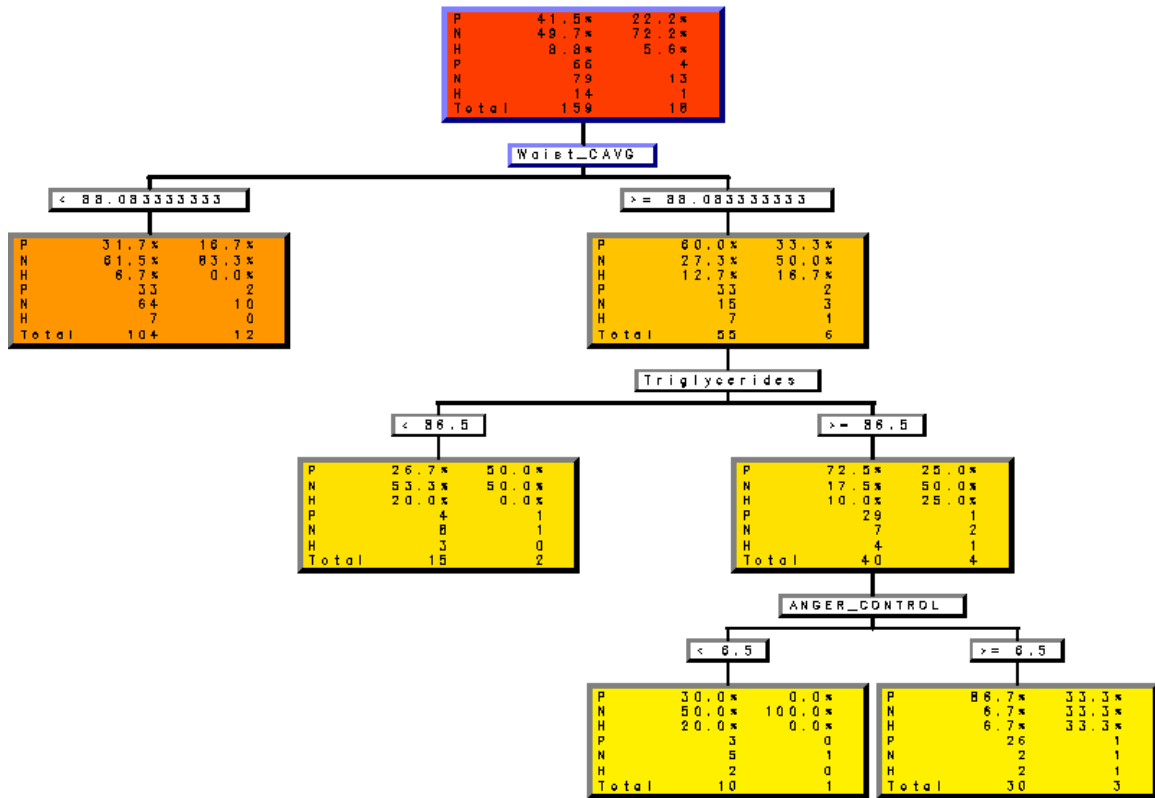 P 41.5% 22.2%
N 49.7% 72.2%
H 8.8% 5.6%
P 66 4
N 79 13
H 14 1
Total 159 18
Waist_CAVG
< 88.083333333
>= 88.083333333
P 31.7% 16.7%
N 61.5% 83.3%
H 6.7% 0.0%
P 33 2
N 64 10
H 7 0
Total 104 12
P 60.0% 33.3%
N 27.3% 50.0%
H 12.7% 16.7%
P 33 2
N 15 3
H 7 1
Total 55 6
Triglycerides
< 86.5
>= 86.5
P 26.7% 50.0%
N 53.3% 50.0%
H 20.0% 0.0%
P 4 1
N 8 1
H 3 0
Total 15 2
P 72.5% 25.0%
N 17.5% 50.0%
H 10.0% 25.0%
P 29 1
N 7 2
H 4 1
Total 40 4
ANGER_CONTROL
< 6.5
>= 6.5
P 30.0% 0.0%
N 50.0% 100.0%
H 20.0% 0.0%
P 3 0
N 5 1
H 2 0
Total 10 1
P 86.7% 33.3%
N 6.7% 33.3%
H 6.7% 33.3%
P 26 1
N 2 1
H 2 1
Total 30 3